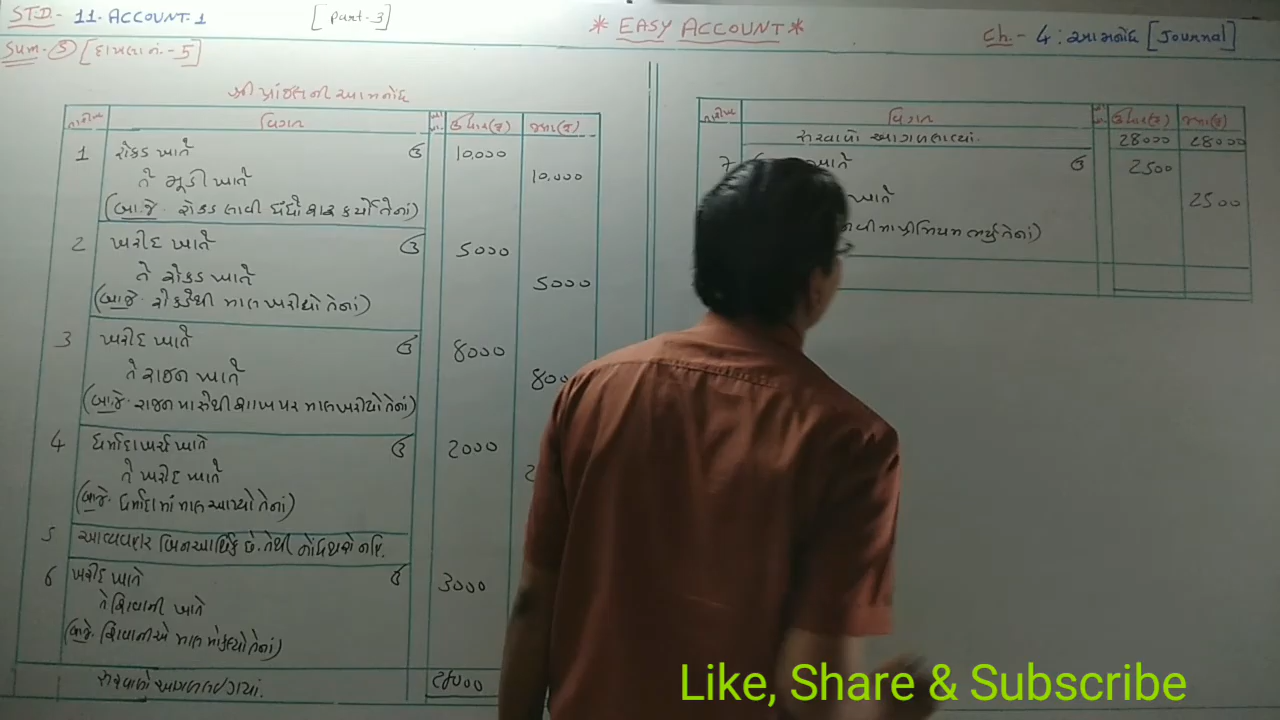 STD - 11. ACCOUNT-1
[Part-3]
* EASY ACCOUNT *
Ch. - 4: આમનોંધ [Journal]
Sum - 5 [દાખલા નં.-5]
શ્રી પ્રાંજલની આમનોંધ
તારીખ વિગત ખા.પા. ઉધાર(₹) જમા(₹)
1 રોકડ ખાતે ઉ 10,000
તે મૂડી ખાતે 10,000
(બા.જે. રોકડ લાવી ધંધો શરૂ કર્યો તેનાં)
2 ખરીદ ખાતે ઉ 5000
તે રોકડ ખાતે 5000
(બા.જે. રોકડેથી માલ ખરીદ્યો તેનાં)
3 ખરીદ ખાતે ઉ 8000
તે રાજન ખાતે 800
(બા.જે. રાજન પાસેથી શાખ પર માલ ખરીદ્યો તેનાં)
4 ધર્માદા ખર્ચ ખાતે ઉ 2000
તે ખરીદ ખાતે 2
(બા.જે. ધર્માદામાં માલ આપ્યો તેનાં)
5 આ વ્યવહાર બિનઆર્થિક છે. તેથી નોંધ થશે નહિ.
6 ખરીદ ખાતે ઉ 3000
તે શિવાની ખાતે
(બા.જે. શિવાનીએ માલ મોકલ્યો તેનાં)
સરવાળો આગળ લઈ ગયાં. 28000
તારીખ વિગત ખા.પા. ઉધાર(₹) જમા(₹)
સરવાળો આગળ લાવ્યાં. 28000 28000
7 ખાતે ઉ 2500
ખાતે 2500
પ્રીમિયમ ભર્યું તેનાં)
Like, Share & Subscribe